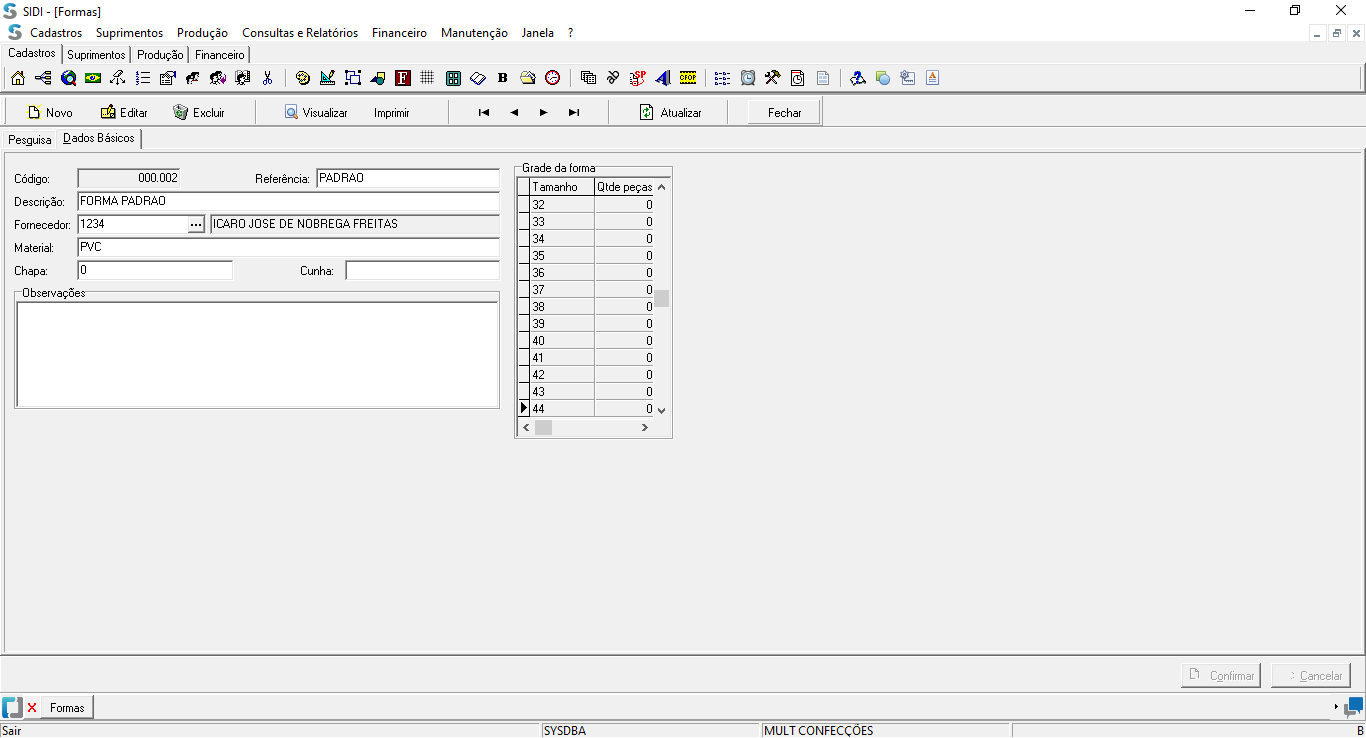 SIDI - [Formas]
Cadastros Suprimentos Produção Consultas e Relatórios Financeiro Manutenção Janela ?
Cadastros Suprimentos Produção Financeiro
F B SP CFOP A
Novo Editar Excluir Visualizar Imprimir Atualizar Fechar
Pesquisa Dados Básicos
Código: 000.002 Referência: PADRAO
Descrição: FORMA PADRAO
Fornecedor: 1234 ... ICARO JOSE DE NOBREGA FREITAS
Material: PVC
Chapa: 0 Cunha:
Observações
Grade da forma
Tamanho Qtde peças
32 0
33 0
34 0
35 0
36 0
37 0
38 0
39 0
40 0
41 0
42 0
43 0
44 0
Confirmar Cancelar
Formas
Sair SYSDBA MULT CONFECÇÕES B